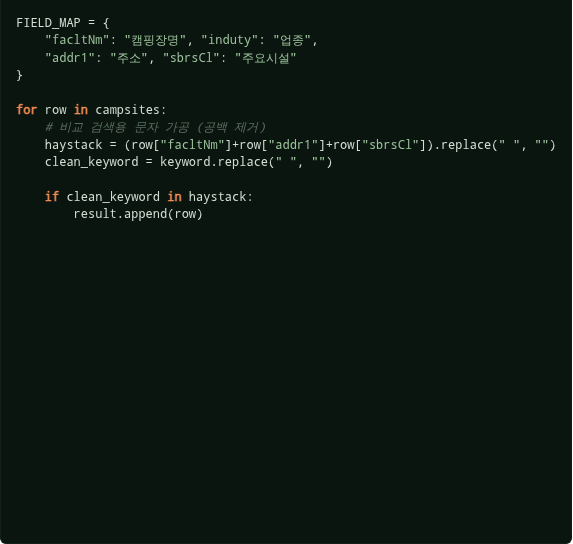 FIELD_MAP = {
    "facltNm": "캠핑장명", "induty": "업종",
    "addr1": "주소", "sbrsCl": "주요시설"
}
for row in campsites:
    # 비교 검색용 문자 가공 (공백 제거)
    haystack = (row["facltNm"]+row["addr1"]+row["sbrsCl"]).replace(" ", "")
    clean_keyword = keyword.replace(" ", "")
    if clean_keyword in haystack:
        result.append(row)